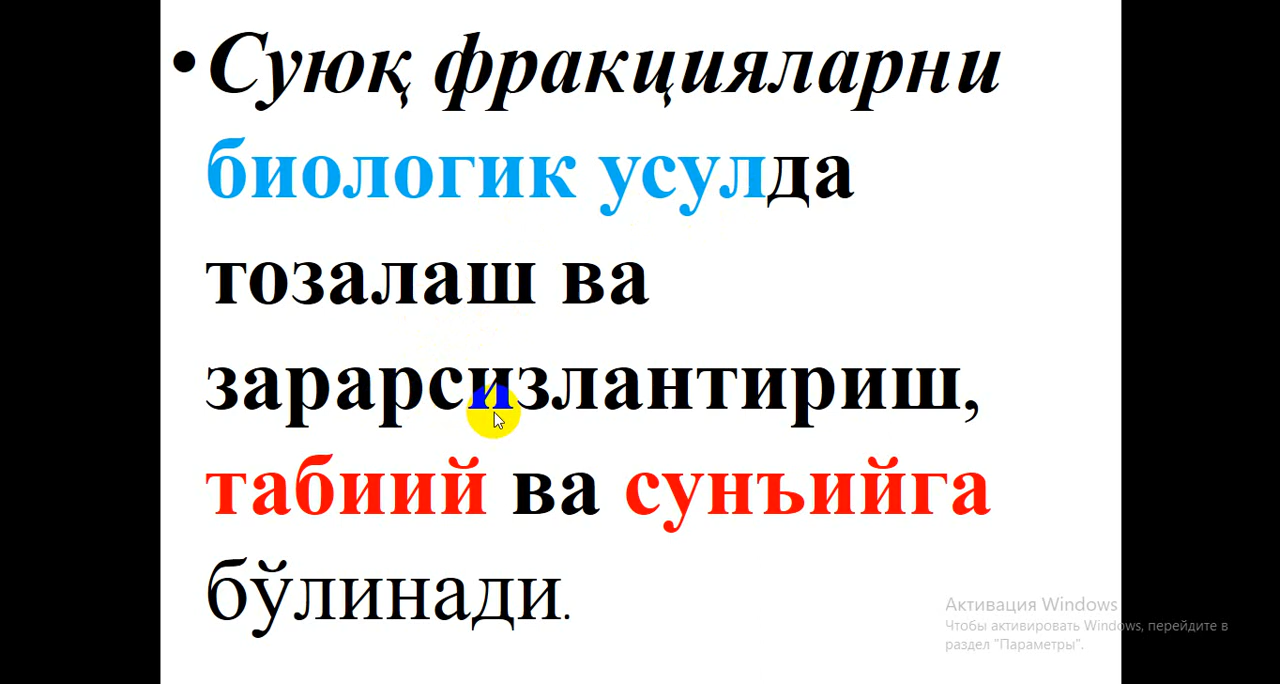 • Суюқ фракцияларни
биологик усулда
тозалаш ва
зарарсизлантириш,
табиий ва сунъийга
бўлинади.
Активация Windows
Чтобы активировать Windows, перейдите в
раздел "Параметры".